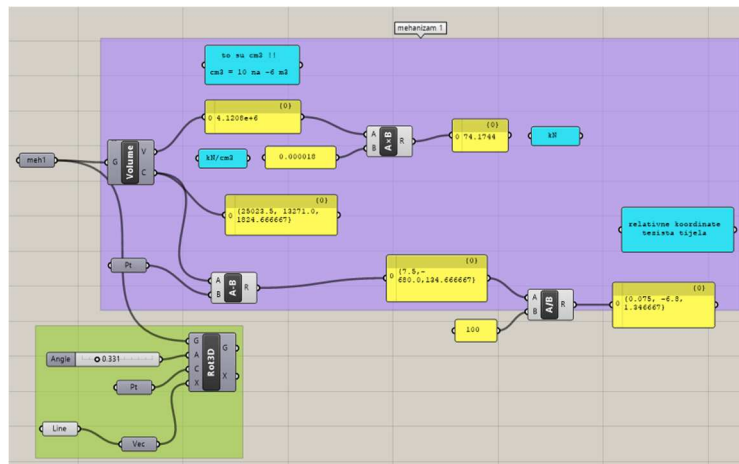 mehanizam 1
to su cm3 !!
cm3 = 10 na -6 m3
{0}
0 4.1208e+6
{0}
0 74.1744
kN
A
B
A×B
R
meh1
G
Volume
V
C
kN/cm3
0.000018
{0}
0 {25023.5, 13271.0,
1824.666667}
relativne koordinate
tezista tijela
Pt
A
B
A-B
R
{0}
0 {7.5,-
680.0,134.666667}
A
B
A/B
R
{0}
0 {0.075, -6.8,
1.346667}
100
Angle
0.331
Pt
Line
Vec
G
A
C
X
Rot3D
G
X